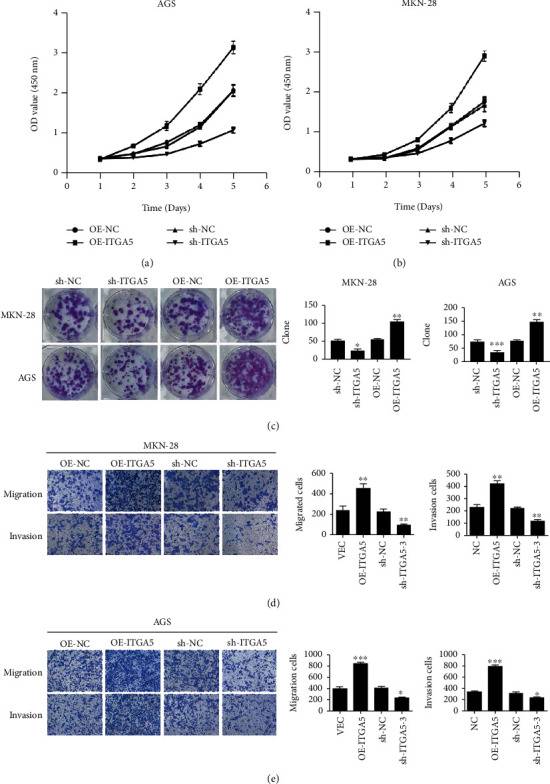 AGS
MKN-28
OD value (450 nm)
4
3
2
1
0
0 1 2 3 4 5 6
Time (Days)
OE-NC
sh-NC
OE-ITGA5
sh-ITGA5
(a)
OD value (450 nm)
4
3
2
1
0
0 1 2 3 4 5 6
Time (Days)
OE-NC
sh-NC
OE-ITGA5
sh-ITGA5
(b)
sh-NC sh-ITGA5 OE-NC OE-ITGA5
MKN-28
AGS
MKN-28
Clone
150
100
50
0
*
**
sh-NC
sh-ITGA5
OE-NC
OE-ITGA5
AGS
Clone
200
150
100
50
0
***
**
sh-NC
sh-ITGA5
OE-NC
OE-ITGA5
(c)
MKN-28
OE-NC OE-ITGA5 sh-NC sh-ITGA5
Migration
Invasion
Migrated cells
600
400
200
0
**
**
VEC
OE-ITGA5
sh-NC
sh-ITGA5-3
Invasion cells
500
400
300
200
100
0
**
**
NC
OE-ITGA5
sh-NC
sh-ITGA5-3
(d)
AGS
OE-NC OE-ITGA5 sh-NC sh-ITGA5
Migration
Invasion
Migration cells
1000
800
600
400
200
0
***
*
VEC
OE-ITGA5
sh-NC
sh-ITGA5-3
Invasion cells
1000
800
600
400
200
0
***
*
NC
OE-ITGA5
sh-NC
sh-ITGA5-3
(e)